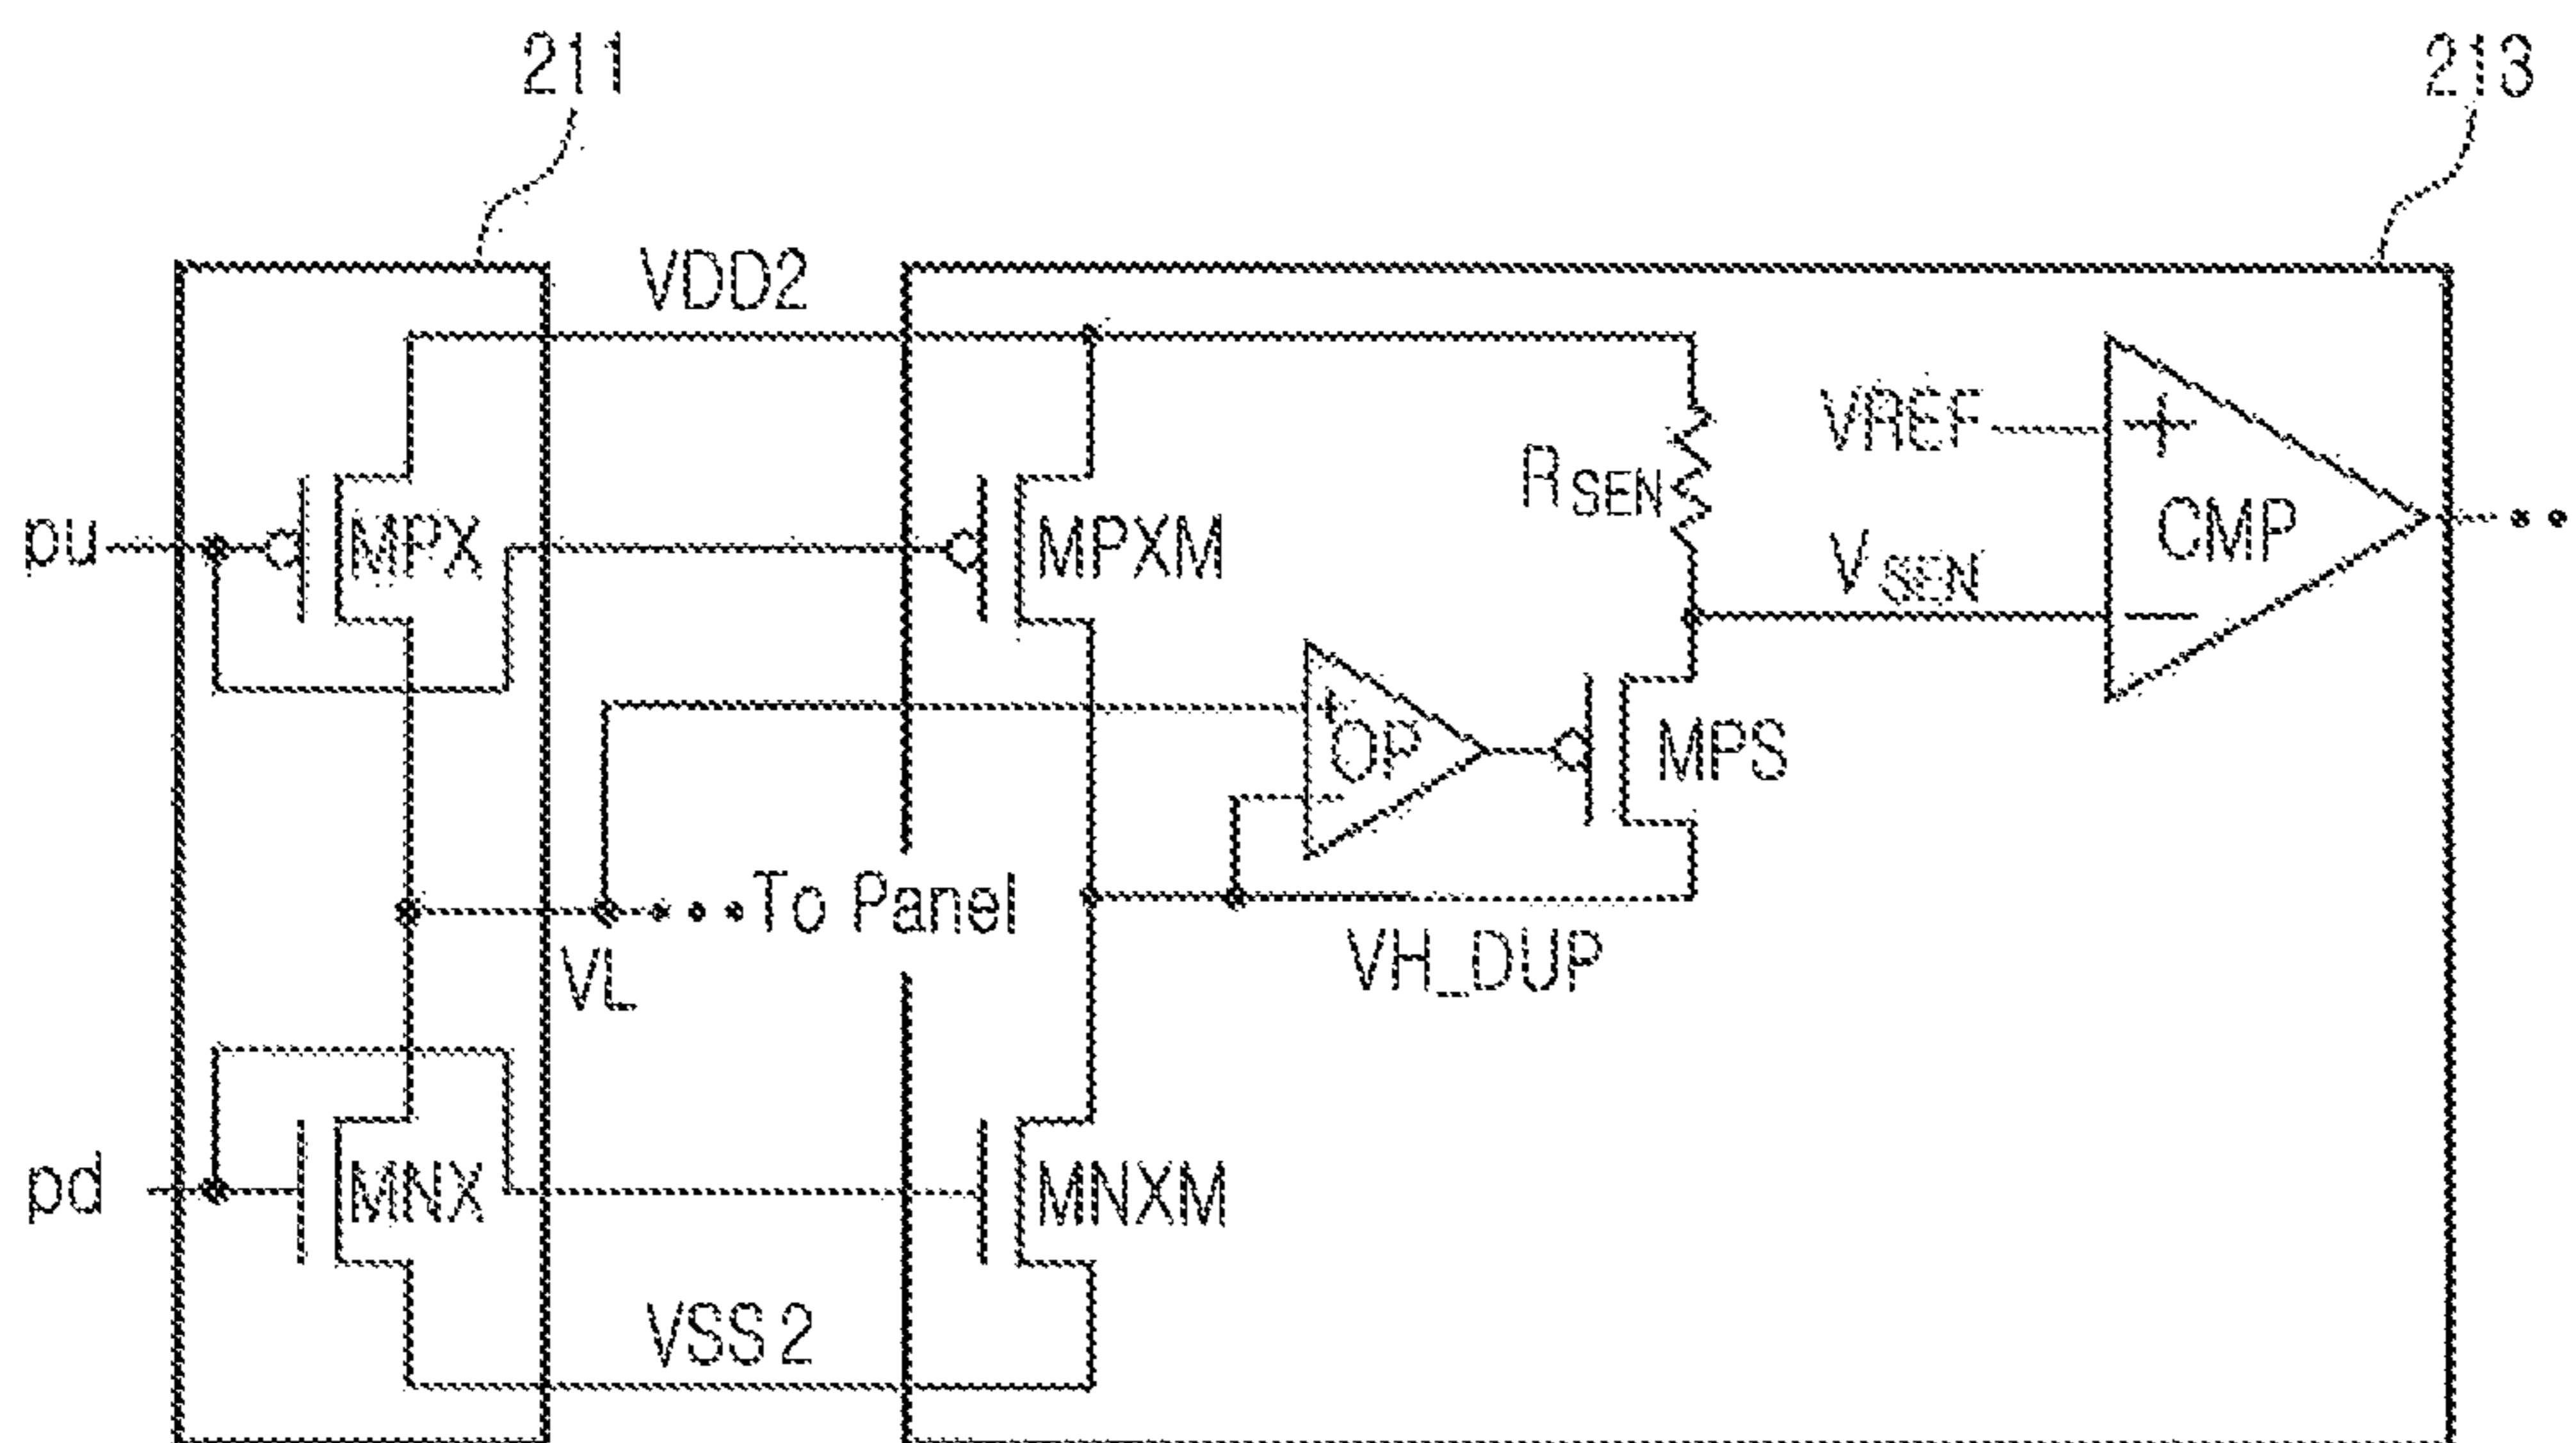 211
213
VDD2
VREF
+
RSEN
CMP
pu
MPX
MPXM
VSEN
−
+
OP
−
MPS
To Panel
VL
VH_DUP
pd
MNX
MNXM
VSS2